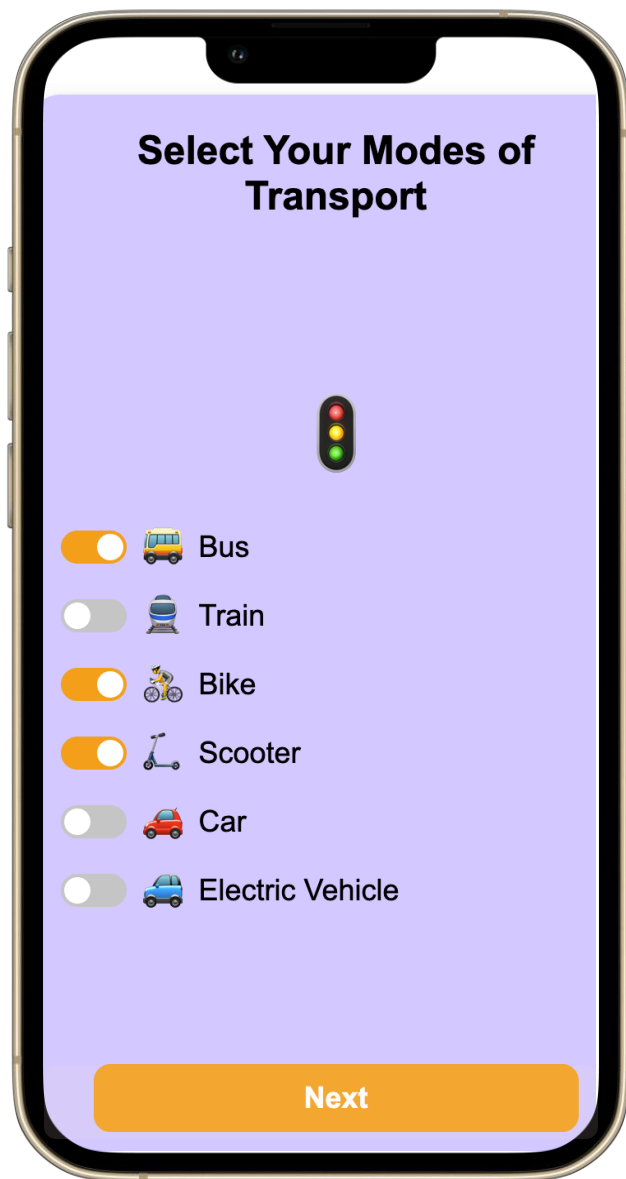 Select Your Modes of
Transport
Bus
Train
Bike
Scooter
Car
Electric Vehicle
Next